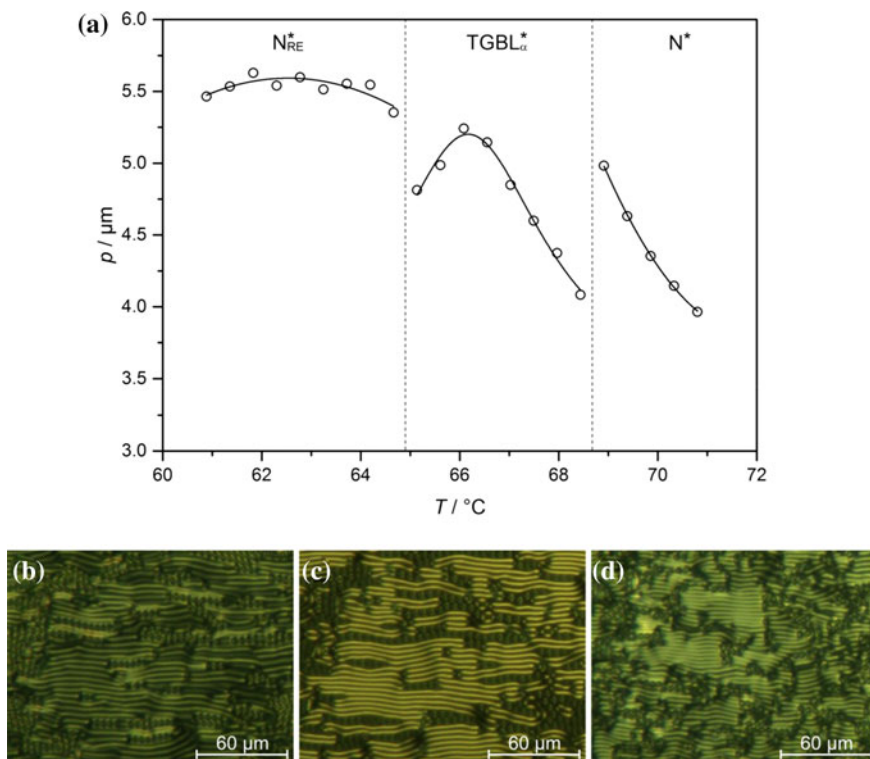 (a)
N*RE TGBL*α N*
6.0
5.5
5.0
4.5
4.0
3.5
3.0
p / µm
60 62 64 66 68 70 72
T / °C
(b) (c) (d)
60 µm 60 µm 60 µm